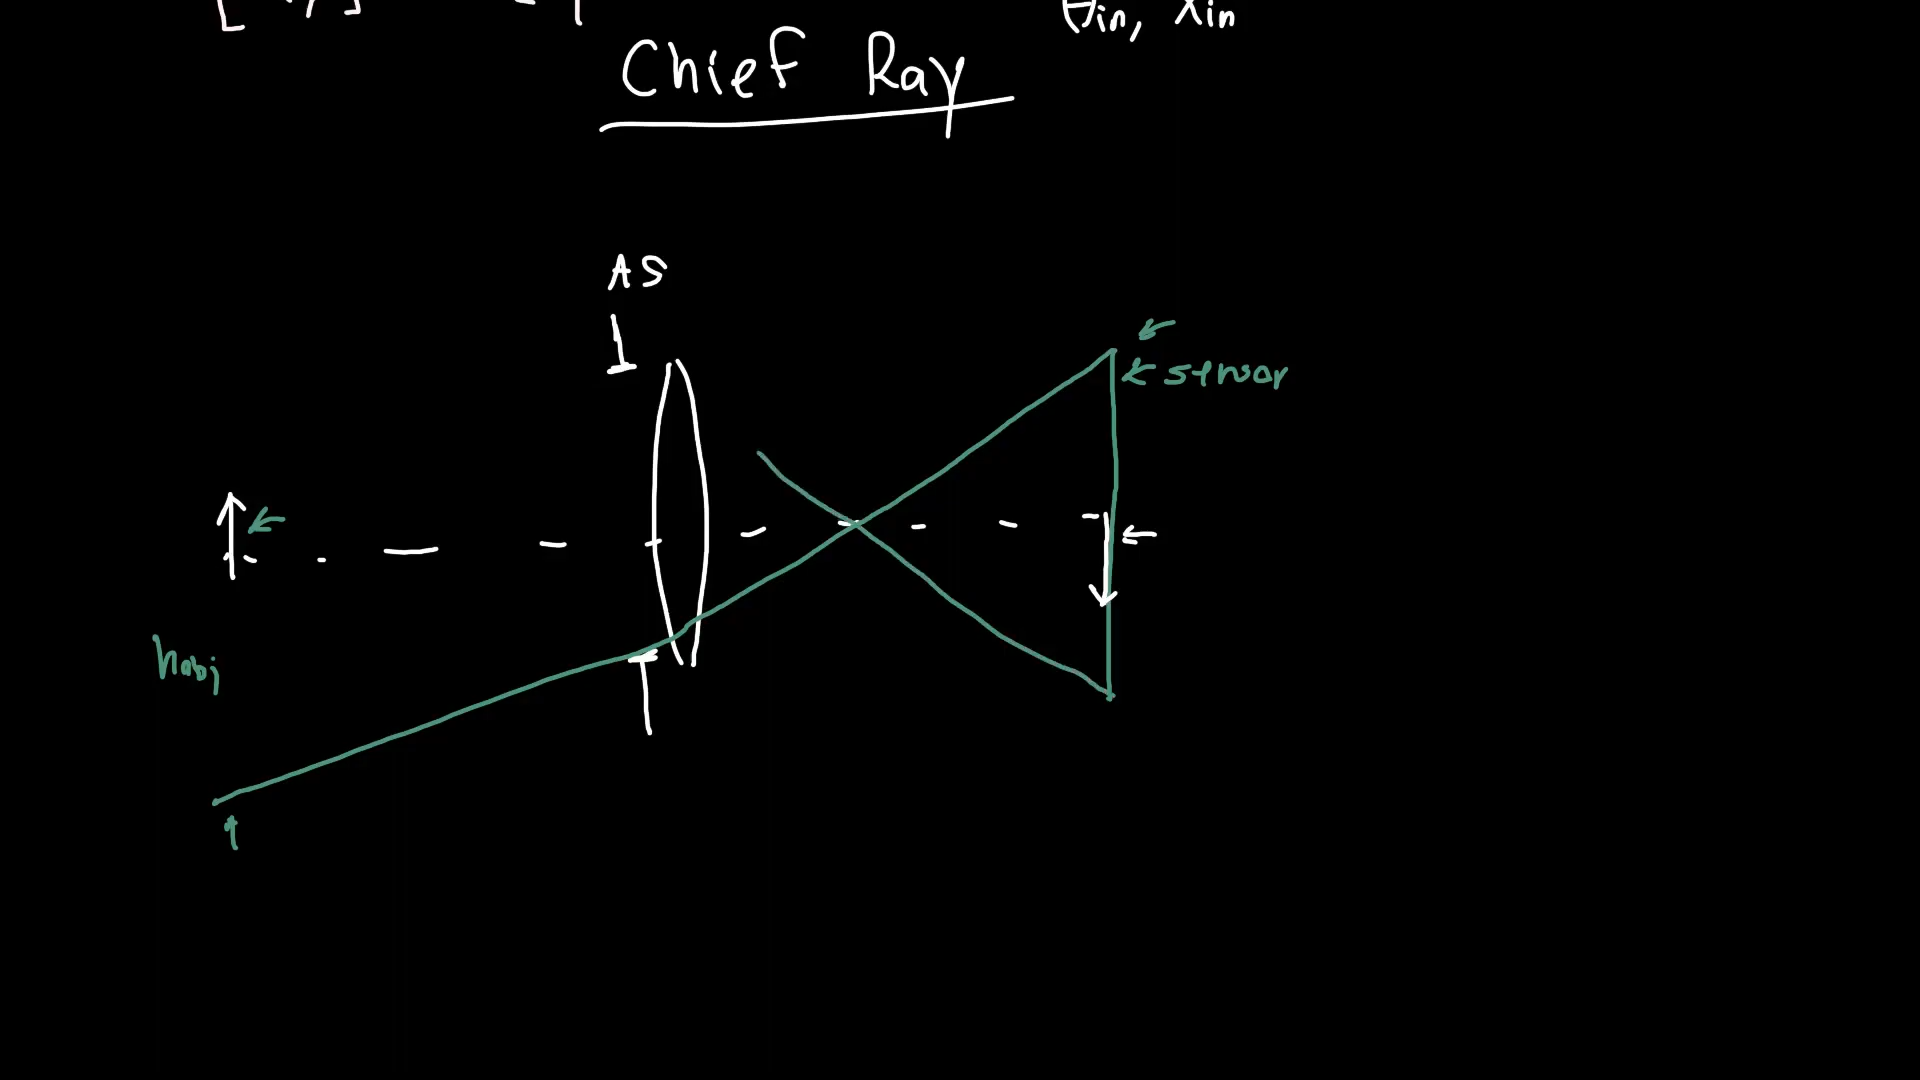 θin, xin
Chief Ray
AS
sensor
hobj